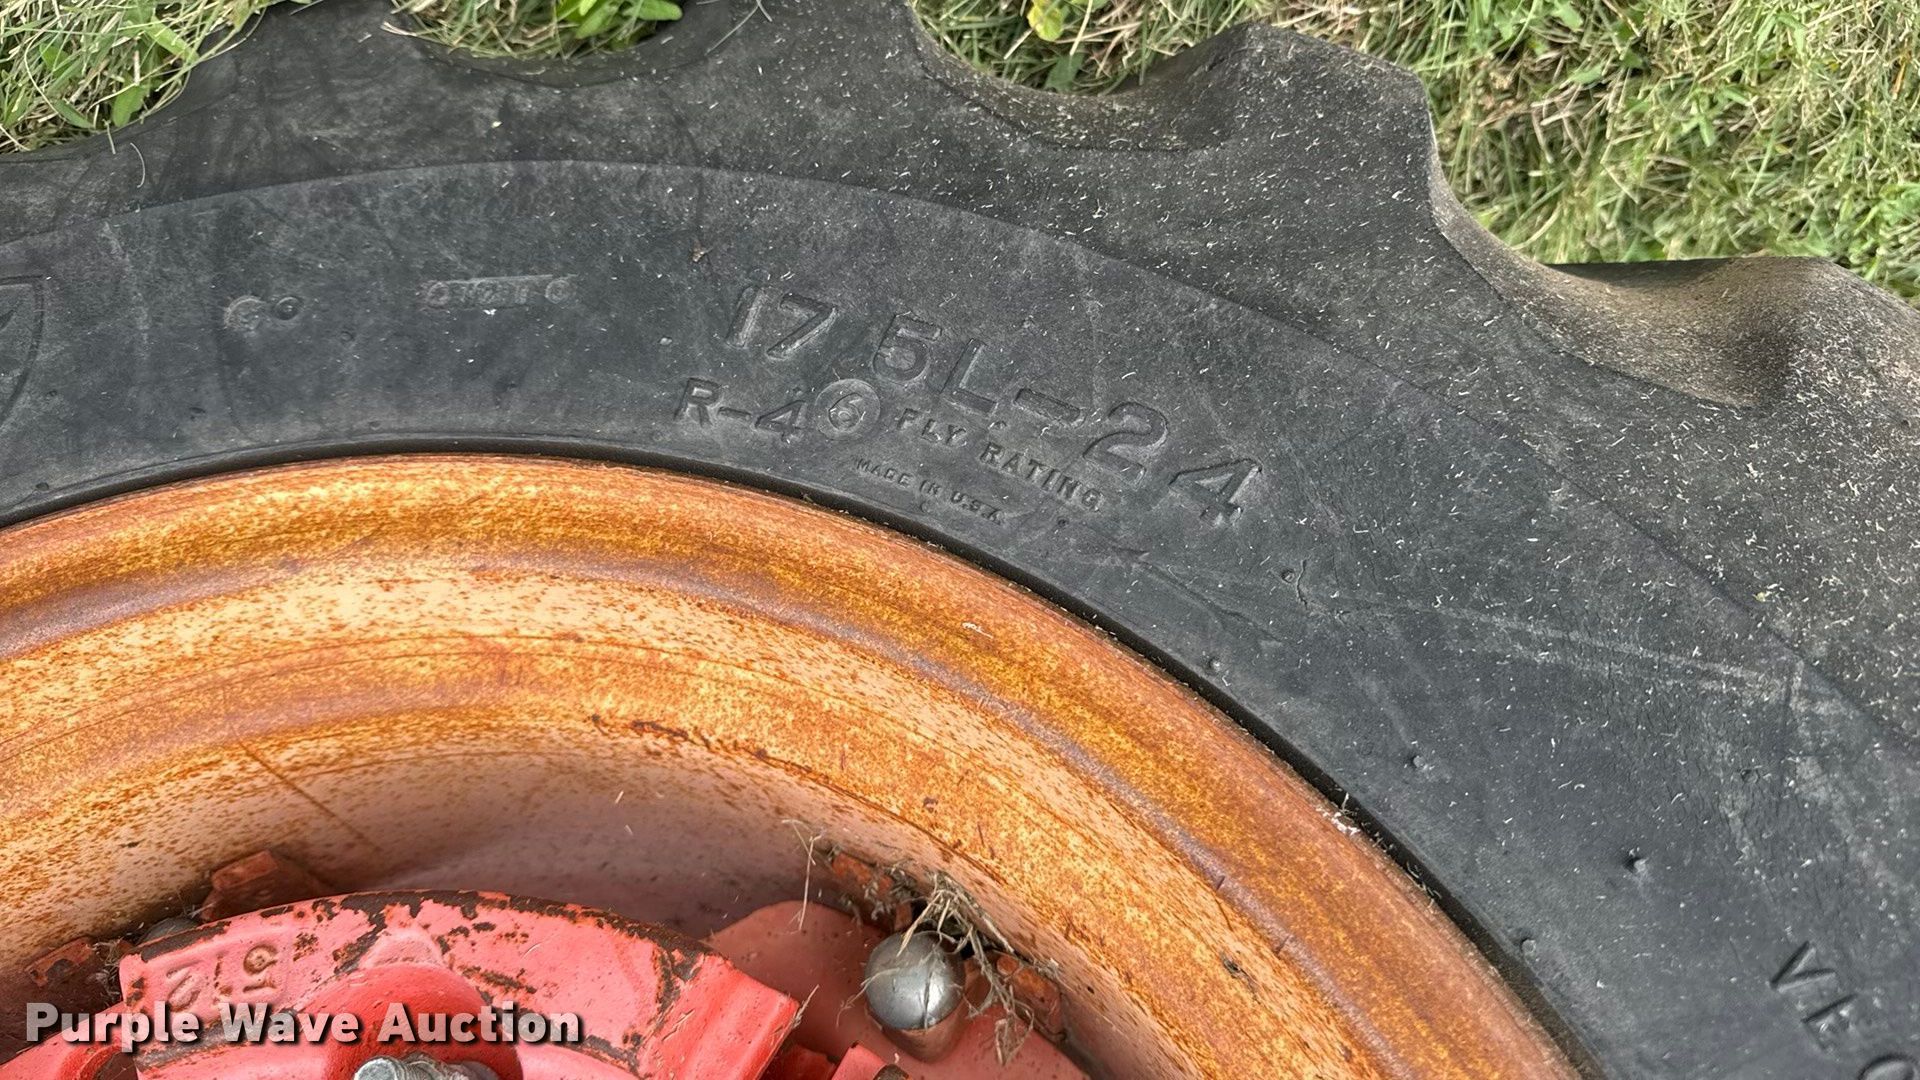 17.5L-24
R-4 6 PLY RATING
MADE IN U.S.A.
Purple Wave Auction